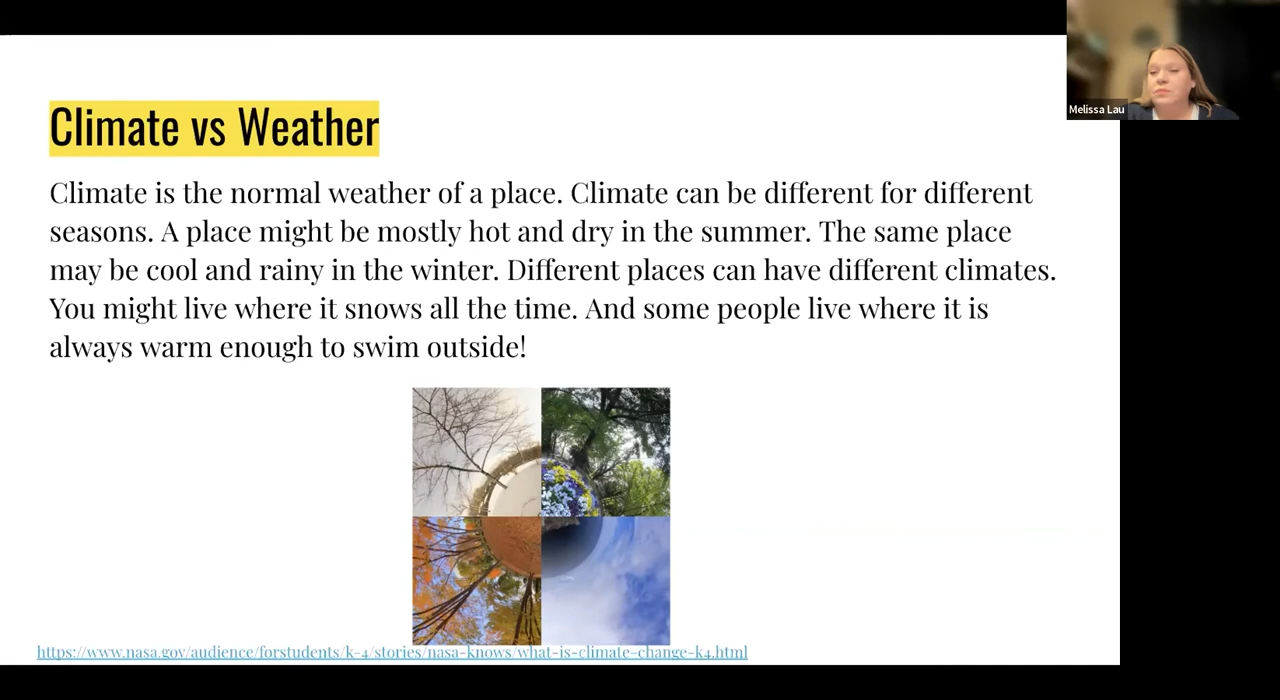 Climate vs Weather
Climate is the normal weather of a place. Climate can be different for different
seasons. A place might be mostly hot and dry in the summer. The same place
may be cool and rainy in the winter. Different places can have different climates.
You might live where it snows all the time. And some people live where it is
always warm enough to swim outside!
https://www.nasa.gov/audience/forstudents/k-4/stories/nasa-knows/what-is-climate-change-k4.html
Melissa Lau